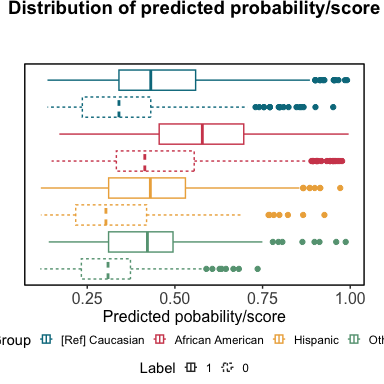 Distribution of predicted probability/score
0.25 0.50 0.75 1.00
Predicted pobability/score
Group [Ref] Caucasian African American Hispanic Oth
Label 1 0